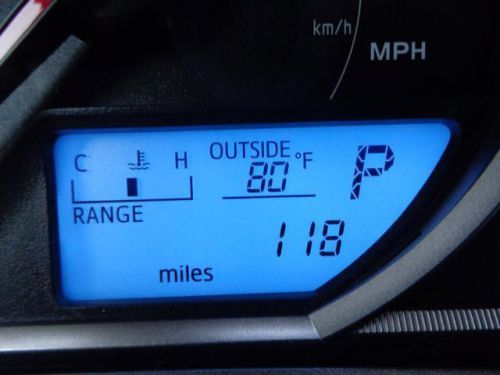 km/h
MPH
C H OUTSIDE 80 °F P
RANGE
118
miles